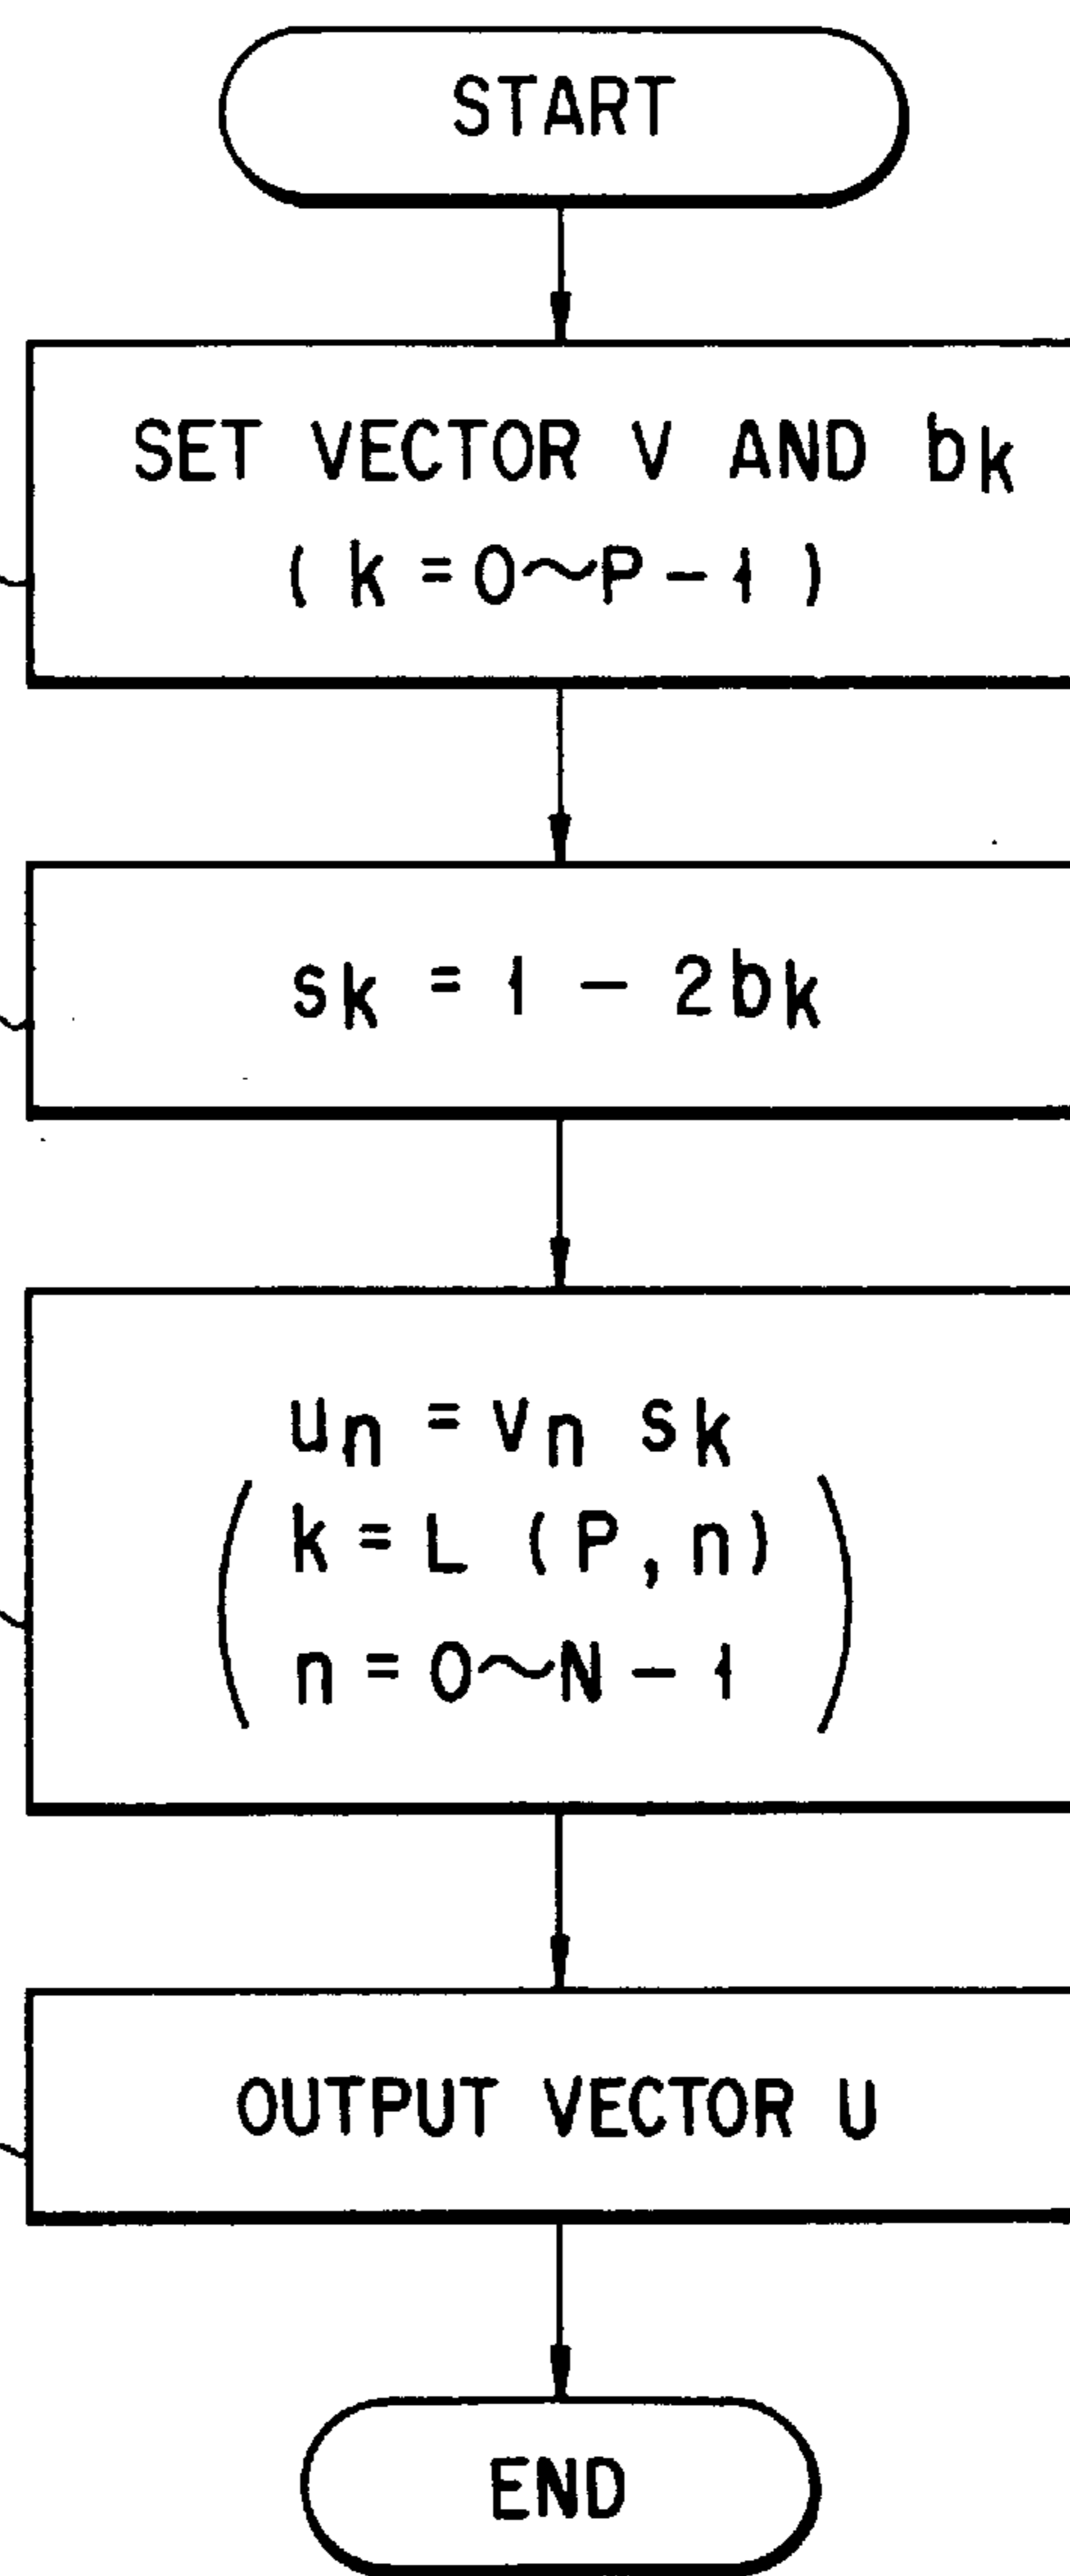 START
SET VECTOR V AND bk
( k = 0~P-1 )
sk = 1 - 2bk
un = vn sk
k = L (P, n)
n = 0~N-1
OUTPUT VECTOR U
END